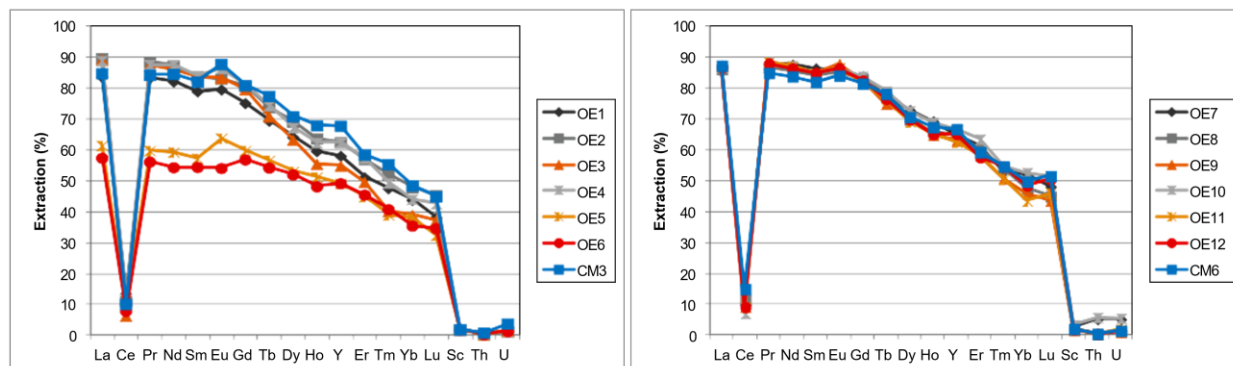 100
90
80
70
60
50
40
30
20
10
0
Extraction (%)
La Ce Pr Nd Sm Eu Gd Tb Dy Ho Y Er Tm Yb Lu Sc Th U
OE1
OE2
OE3
OE4
OE5
OE6
CM3
100
90
80
70
60
50
40
30
20
10
0
Extraction (%)
La Ce Pr Nd Sm Eu Gd Tb Dy Ho Y Er Tm Yb Lu Sc Th U
OE7
OE8
OE9
OE10
OE11
OE12
CM6